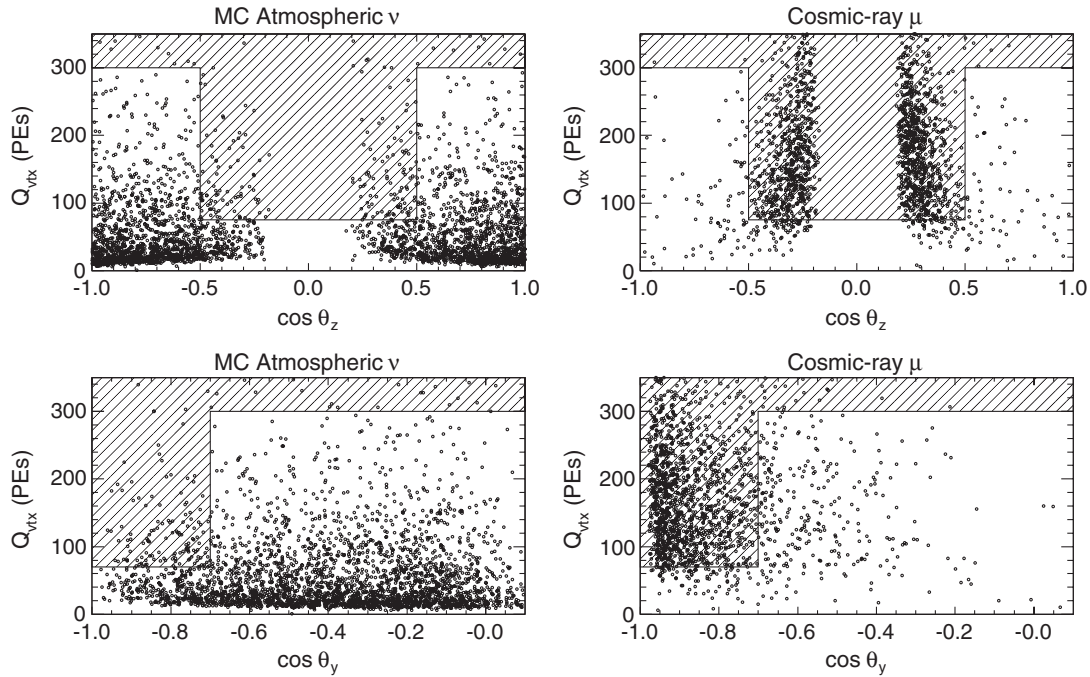 MC Atmospheric ν
300
200
100
0
Q_vtx (PEs)
-1.0 -0.5 0.0 0.5 1.0
cos θ_z
Cosmic-ray μ
300
200
100
0
Q_vtx (PEs)
-1.0 -0.5 0.0 0.5 1.0
cos θ_z
MC Atmospheric ν
300
200
100
0
Q_vtx (PEs)
-1.0 -0.8 -0.6 -0.4 -0.2 -0.0
cos θ_y
Cosmic-ray μ
300
200
100
0
Q_vtx (PEs)
-1.0 -0.8 -0.6 -0.4 -0.2 -0.0
cos θ_y